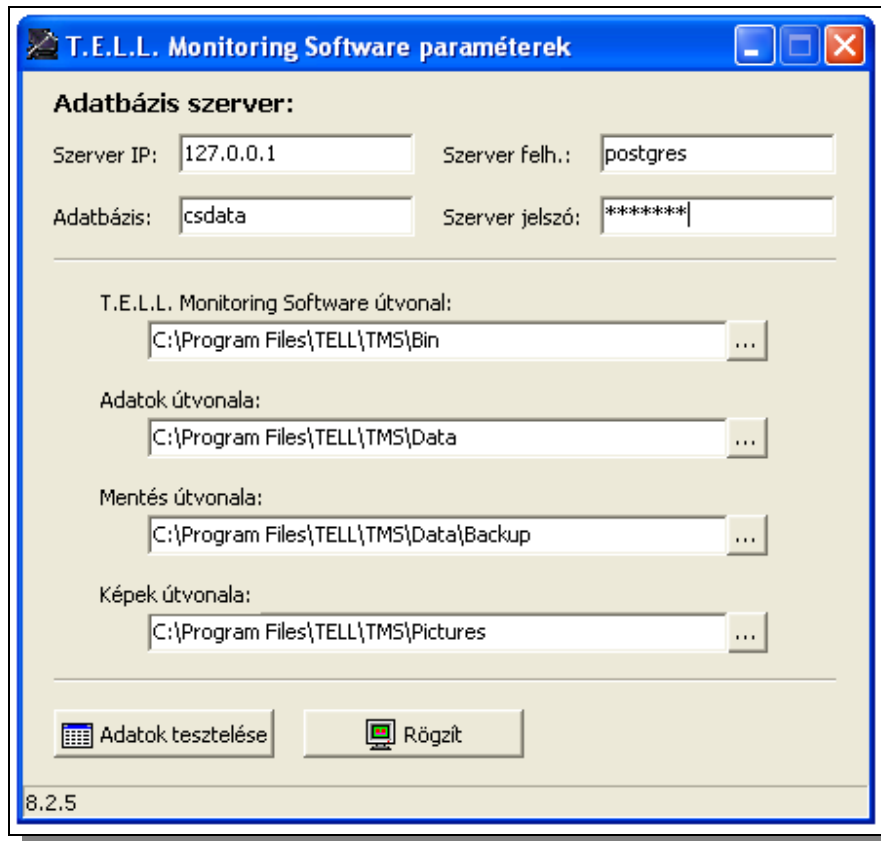 T.E.L.L. Monitoring Software paraméterek
Adatbázis szerver:
Szerver IP: 127.0.0.1 Szerver felh.: postgres
Adatbázis: csdata Szerver jelszó: *******
T.E.L.L. Monitoring Software útvonal:
C:\Program Files\TELL\TMS\Bin ...
Adatok útvonala:
C:\Program Files\TELL\TMS\Data ...
Mentés útvonala:
C:\Program Files\TELL\TMS\Data\Backup ...
Képek útvonala:
C:\Program Files\TELL\TMS\Pictures ...
Adatok tesztelése Rögzít
8.2.5